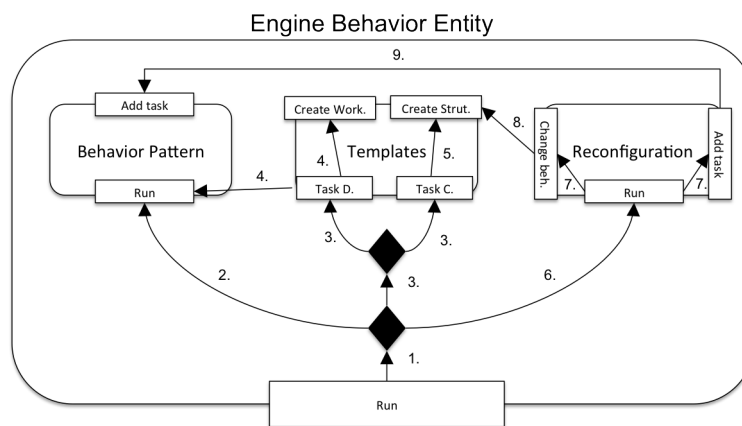 Engine Behavior Entity
9.
Add task
Create Work.
Create Strut.
8.
Change beh.
Add task
Behavior Pattern
4.
Templates
5.
Reconfiguration
4.
7.
7.
Run
Task D.
Task C.
Run
3.
3.
2.
3.
6.
1.
Run